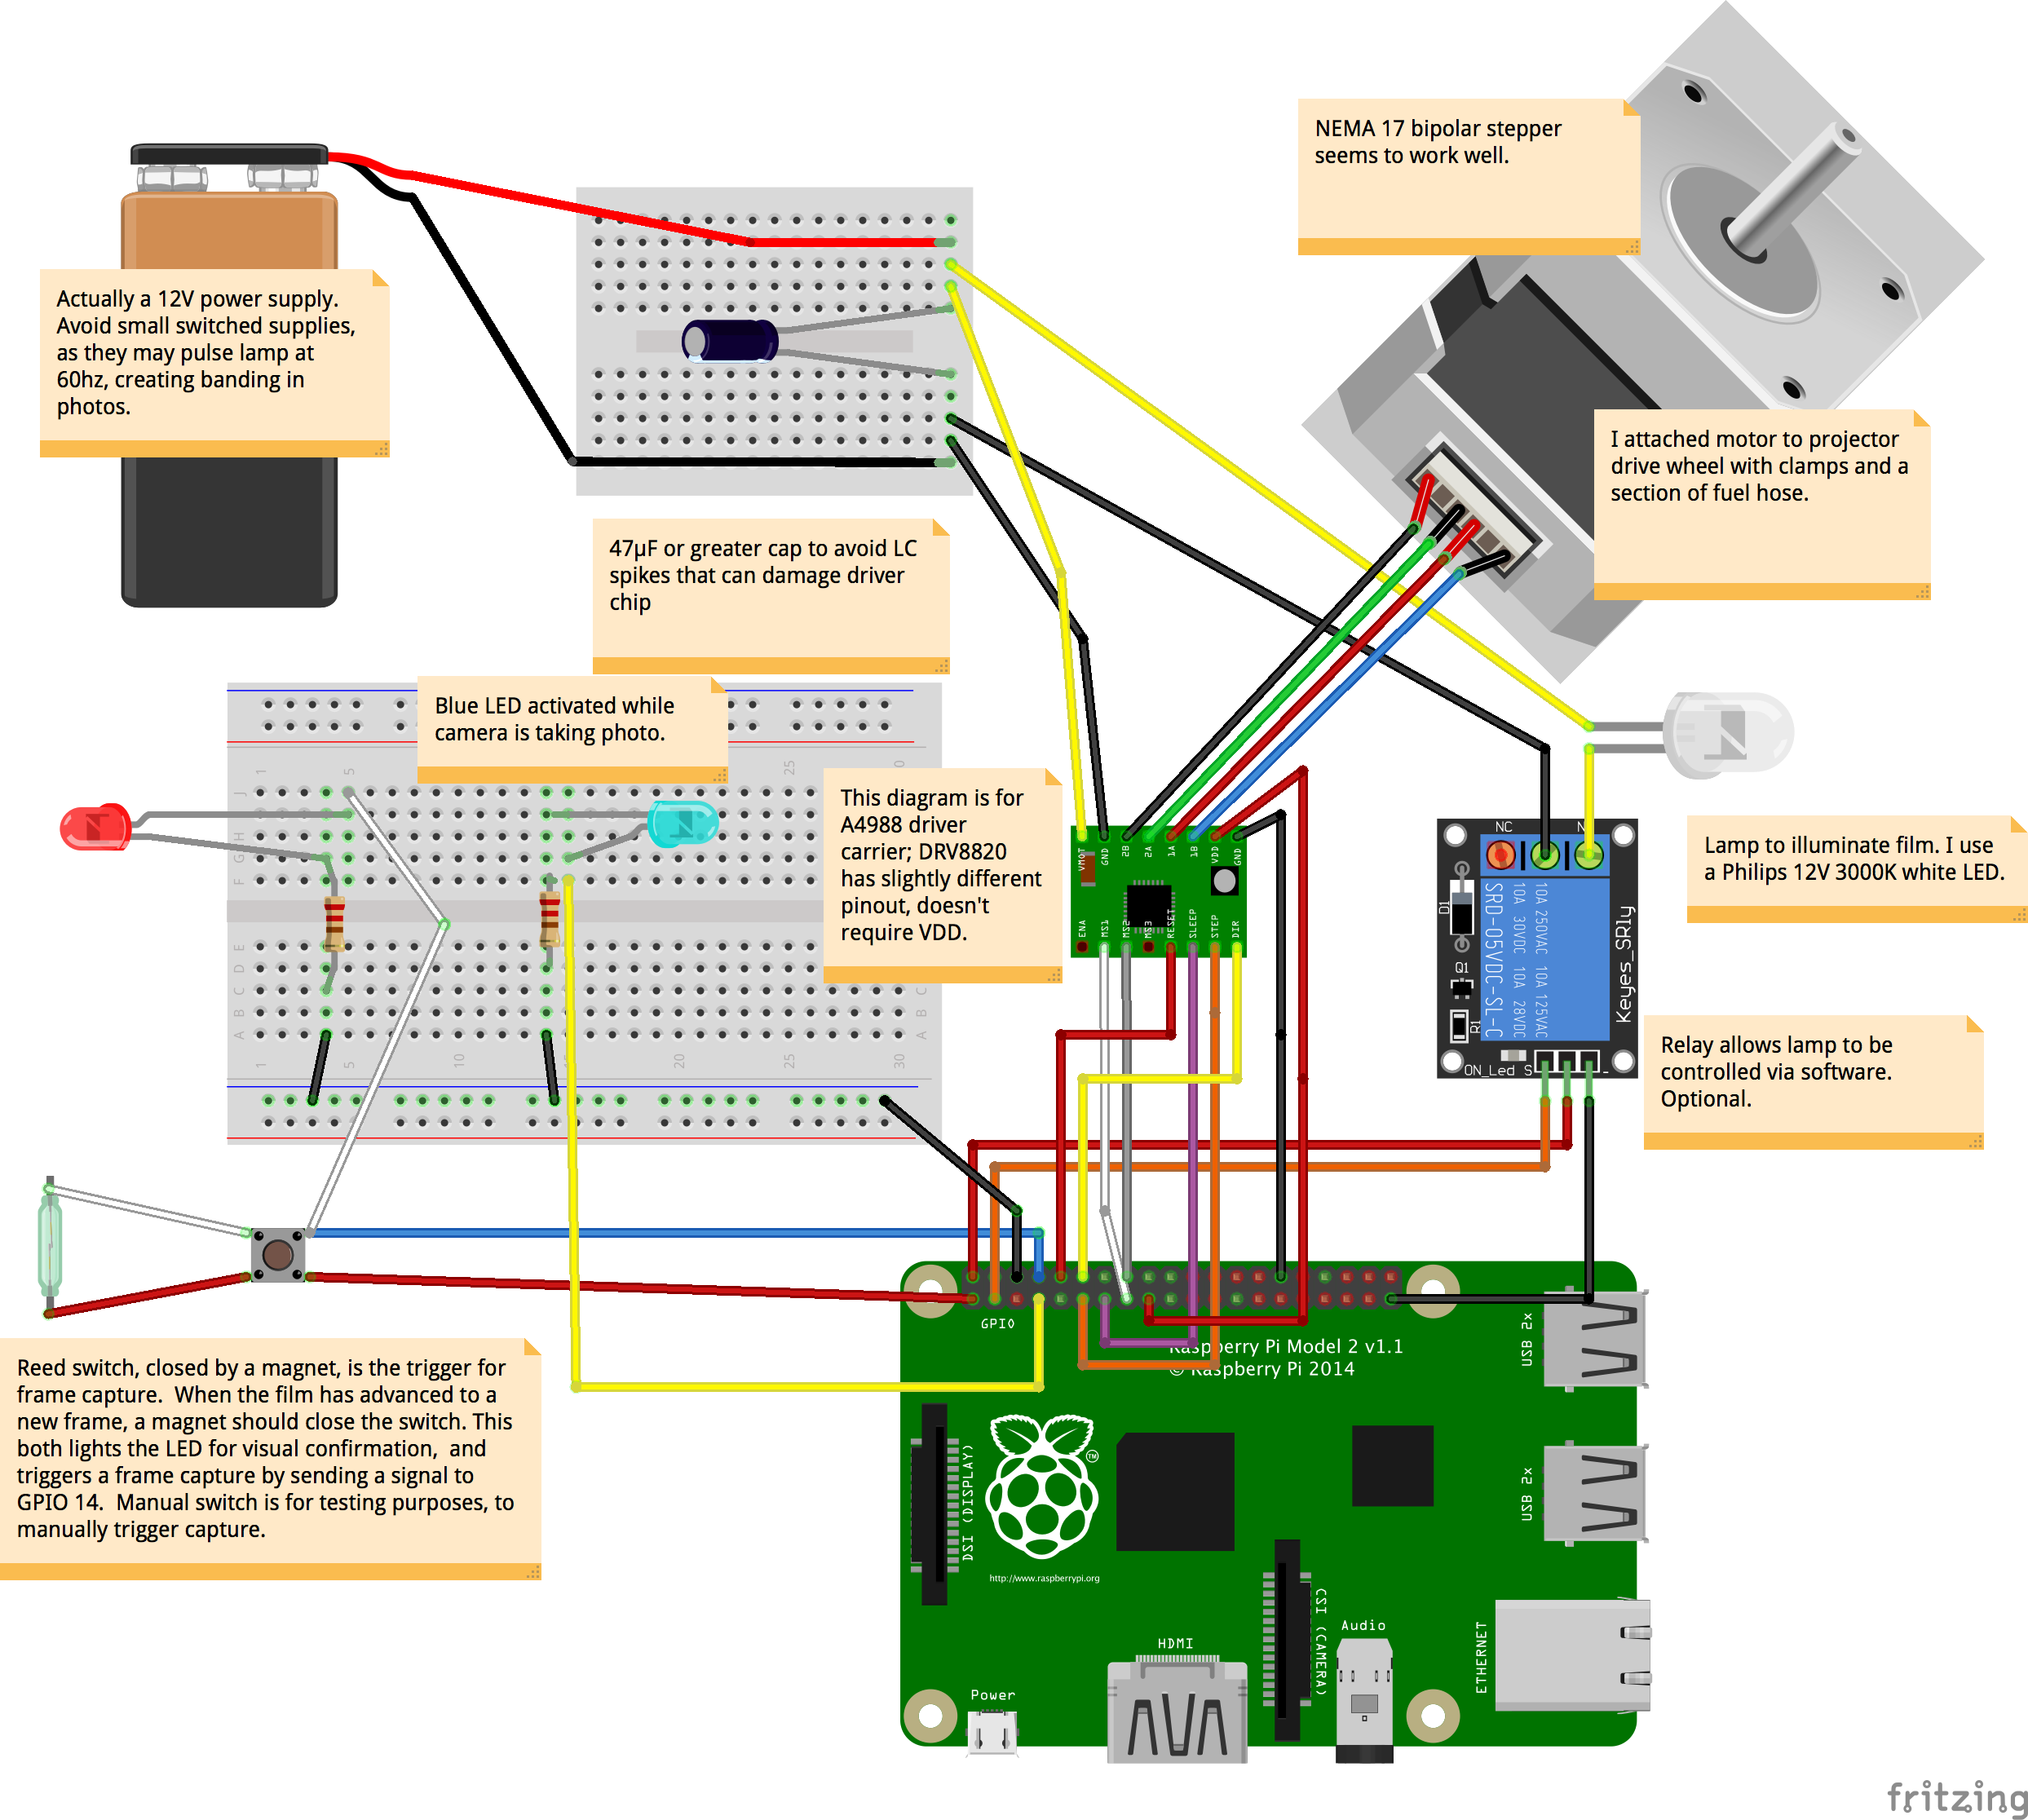 NEMA 17 bipolar stepper
seems to work well.
Actually a 12V power supply.
Avoid small switched supplies,
as they may pulse lamp at
60hz, creating banding in
photos.
I attached motor to projector
drive wheel with clamps and a
section of fuel hose.
47µF or greater cap to avoid LC
spikes that can damage driver
chip
Blue LED activated while
camera is taking photo.
This diagram is for
A4988 driver
carrier; DRV8820
has slightly different
pinout, doesn't
require VDD.
Lamp to illuminate film. I use
a Philips 12V 3000K white LED.
Relay allows lamp to be
controlled via software.
Optional.
Reed switch, closed by a magnet, is the trigger for
frame capture.  When the film has advanced to a
new frame, a magnet should close the switch. This
both lights the LED for visual confirmation,  and
triggers a frame capture by sending a signal to
GPIO 14.  Manual switch is for testing purposes, to
manually trigger capture.
1 5 25
J
H
G
F
E
D
C C
B B
A A
1 5 10 20 25 30
VMOT GND 2B 2A 1A 1B VDD GND
ENA MS1 MS2 MS3 RESET SLEEP STEP DIR
NC
SRD-05VDC-SL-C
10A 30VDC 10A 28VDC
10A 250VAC 10A 125VAC
Keyes_SRly
D1
Q1
R1
ON_Led S -
GPIO
Raspberry Pi Model 2 v1.1
© Raspberry Pi 2014
USB 2x
USB 2x
DSI (DISPLAY)
TM
http://www.raspberrypi.org
CSI (CAMERA)
Audio
HDMI
ETHERNET
Power
fritzing